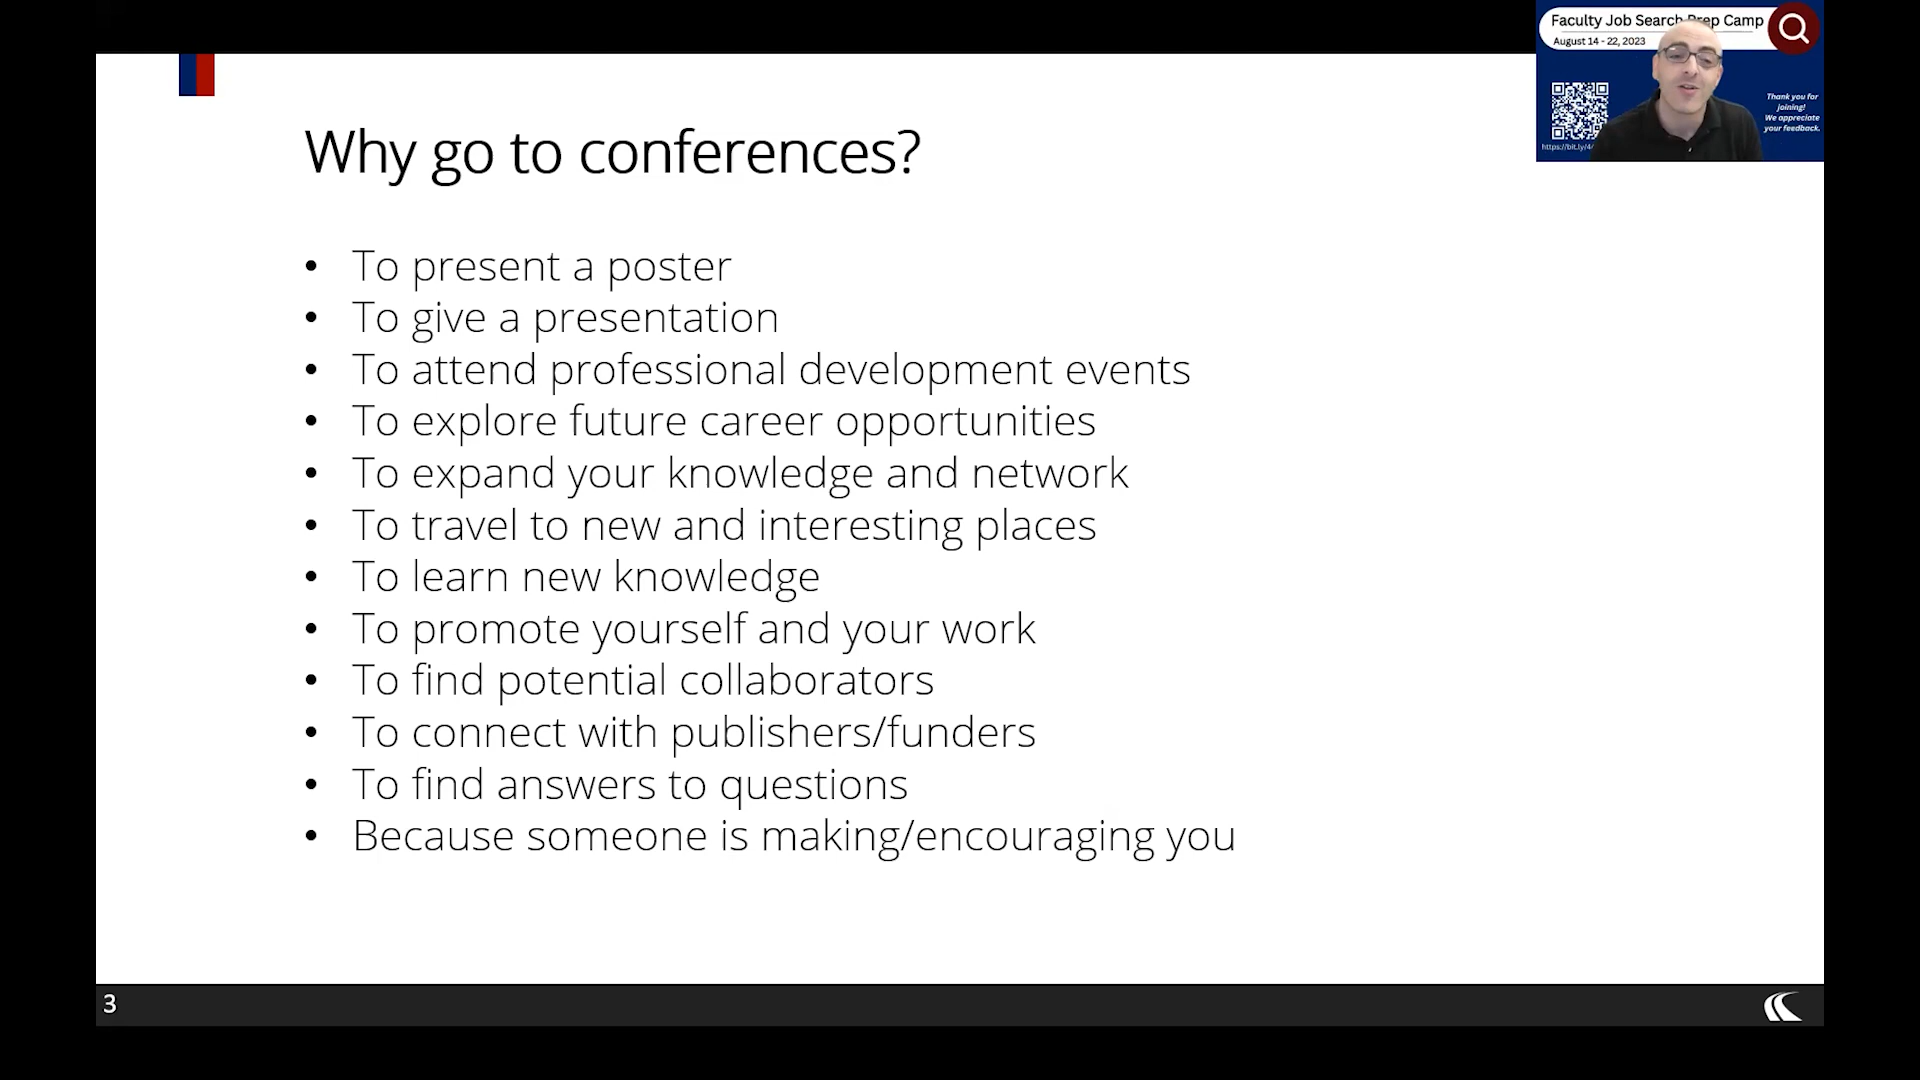 Faculty Job Search Prep Camp
August 14 - 22, 2023
Thank you for
joining!
We appreciate
your feedback.
https://bit.ly/4
Why go to conferences?
• To present a poster
• To give a presentation
• To attend professional development events
• To explore future career opportunities
• To expand your knowledge and network
• To travel to new and interesting places
• To learn new knowledge
• To promote yourself and your work
• To find potential collaborators
• To connect with publishers/funders
• To find answers to questions
• Because someone is making/encouraging you
3